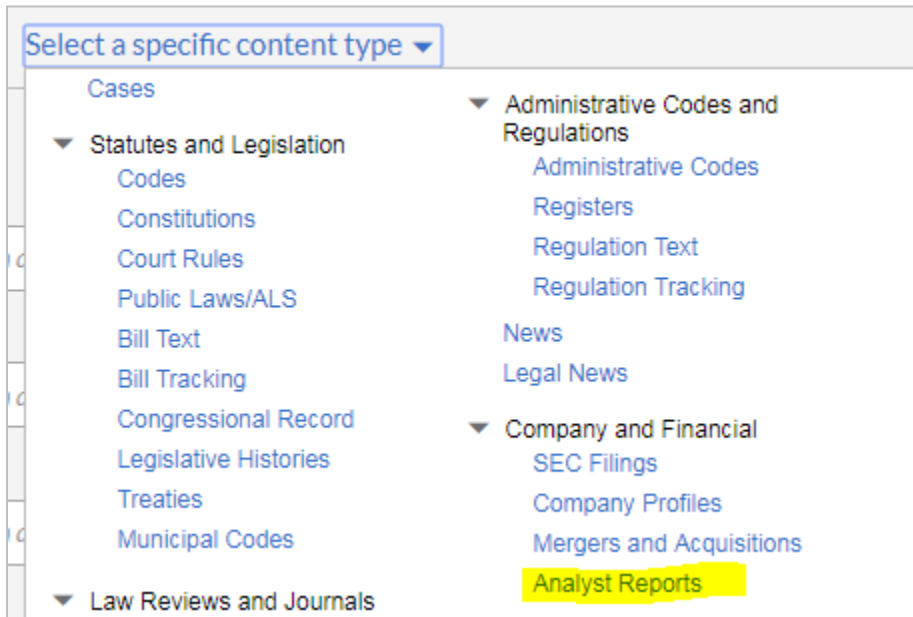 Select a specific content type
Cases
Statutes and Legislation
Codes
Constitutions
Court Rules
Public Laws/ALS
Bill Text
Bill Tracking
Congressional Record
Legislative Histories
Treaties
Municipal Codes
Law Reviews and Journals
Administrative Codes and
Regulations
Administrative Codes
Registers
Regulation Text
Regulation Tracking
News
Legal News
Company and Financial
SEC Filings
Company Profiles
Mergers and Acquisitions
Analyst Reports